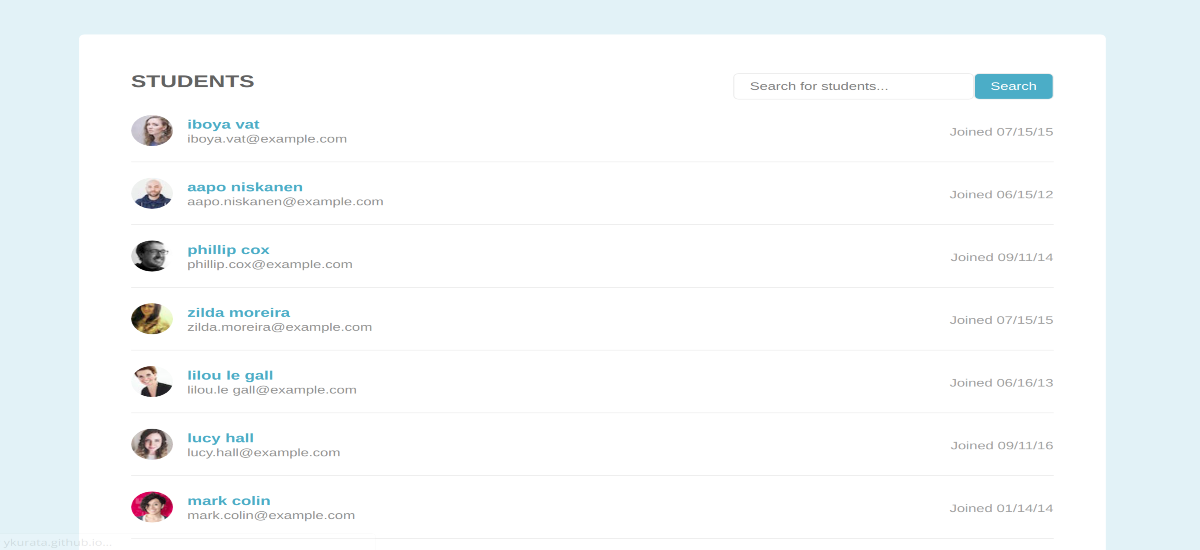 STUDENTS
Search for students...
Search
iboya vat
iboya.vat@example.com
Joined 07/15/15
aapo niskanen
aapo.niskanen@example.com
Joined 06/15/12
phillip cox
phillip.cox@example.com
Joined 09/11/14
zilda moreira
zilda.moreira@example.com
Joined 07/15/15
lilou le gall
lilou.le gall@example.com
Joined 06/16/13
lucy hall
lucy.hall@example.com
Joined 09/11/16
mark colin
mark.colin@example.com
Joined 01/14/14
ykurata.github.io...